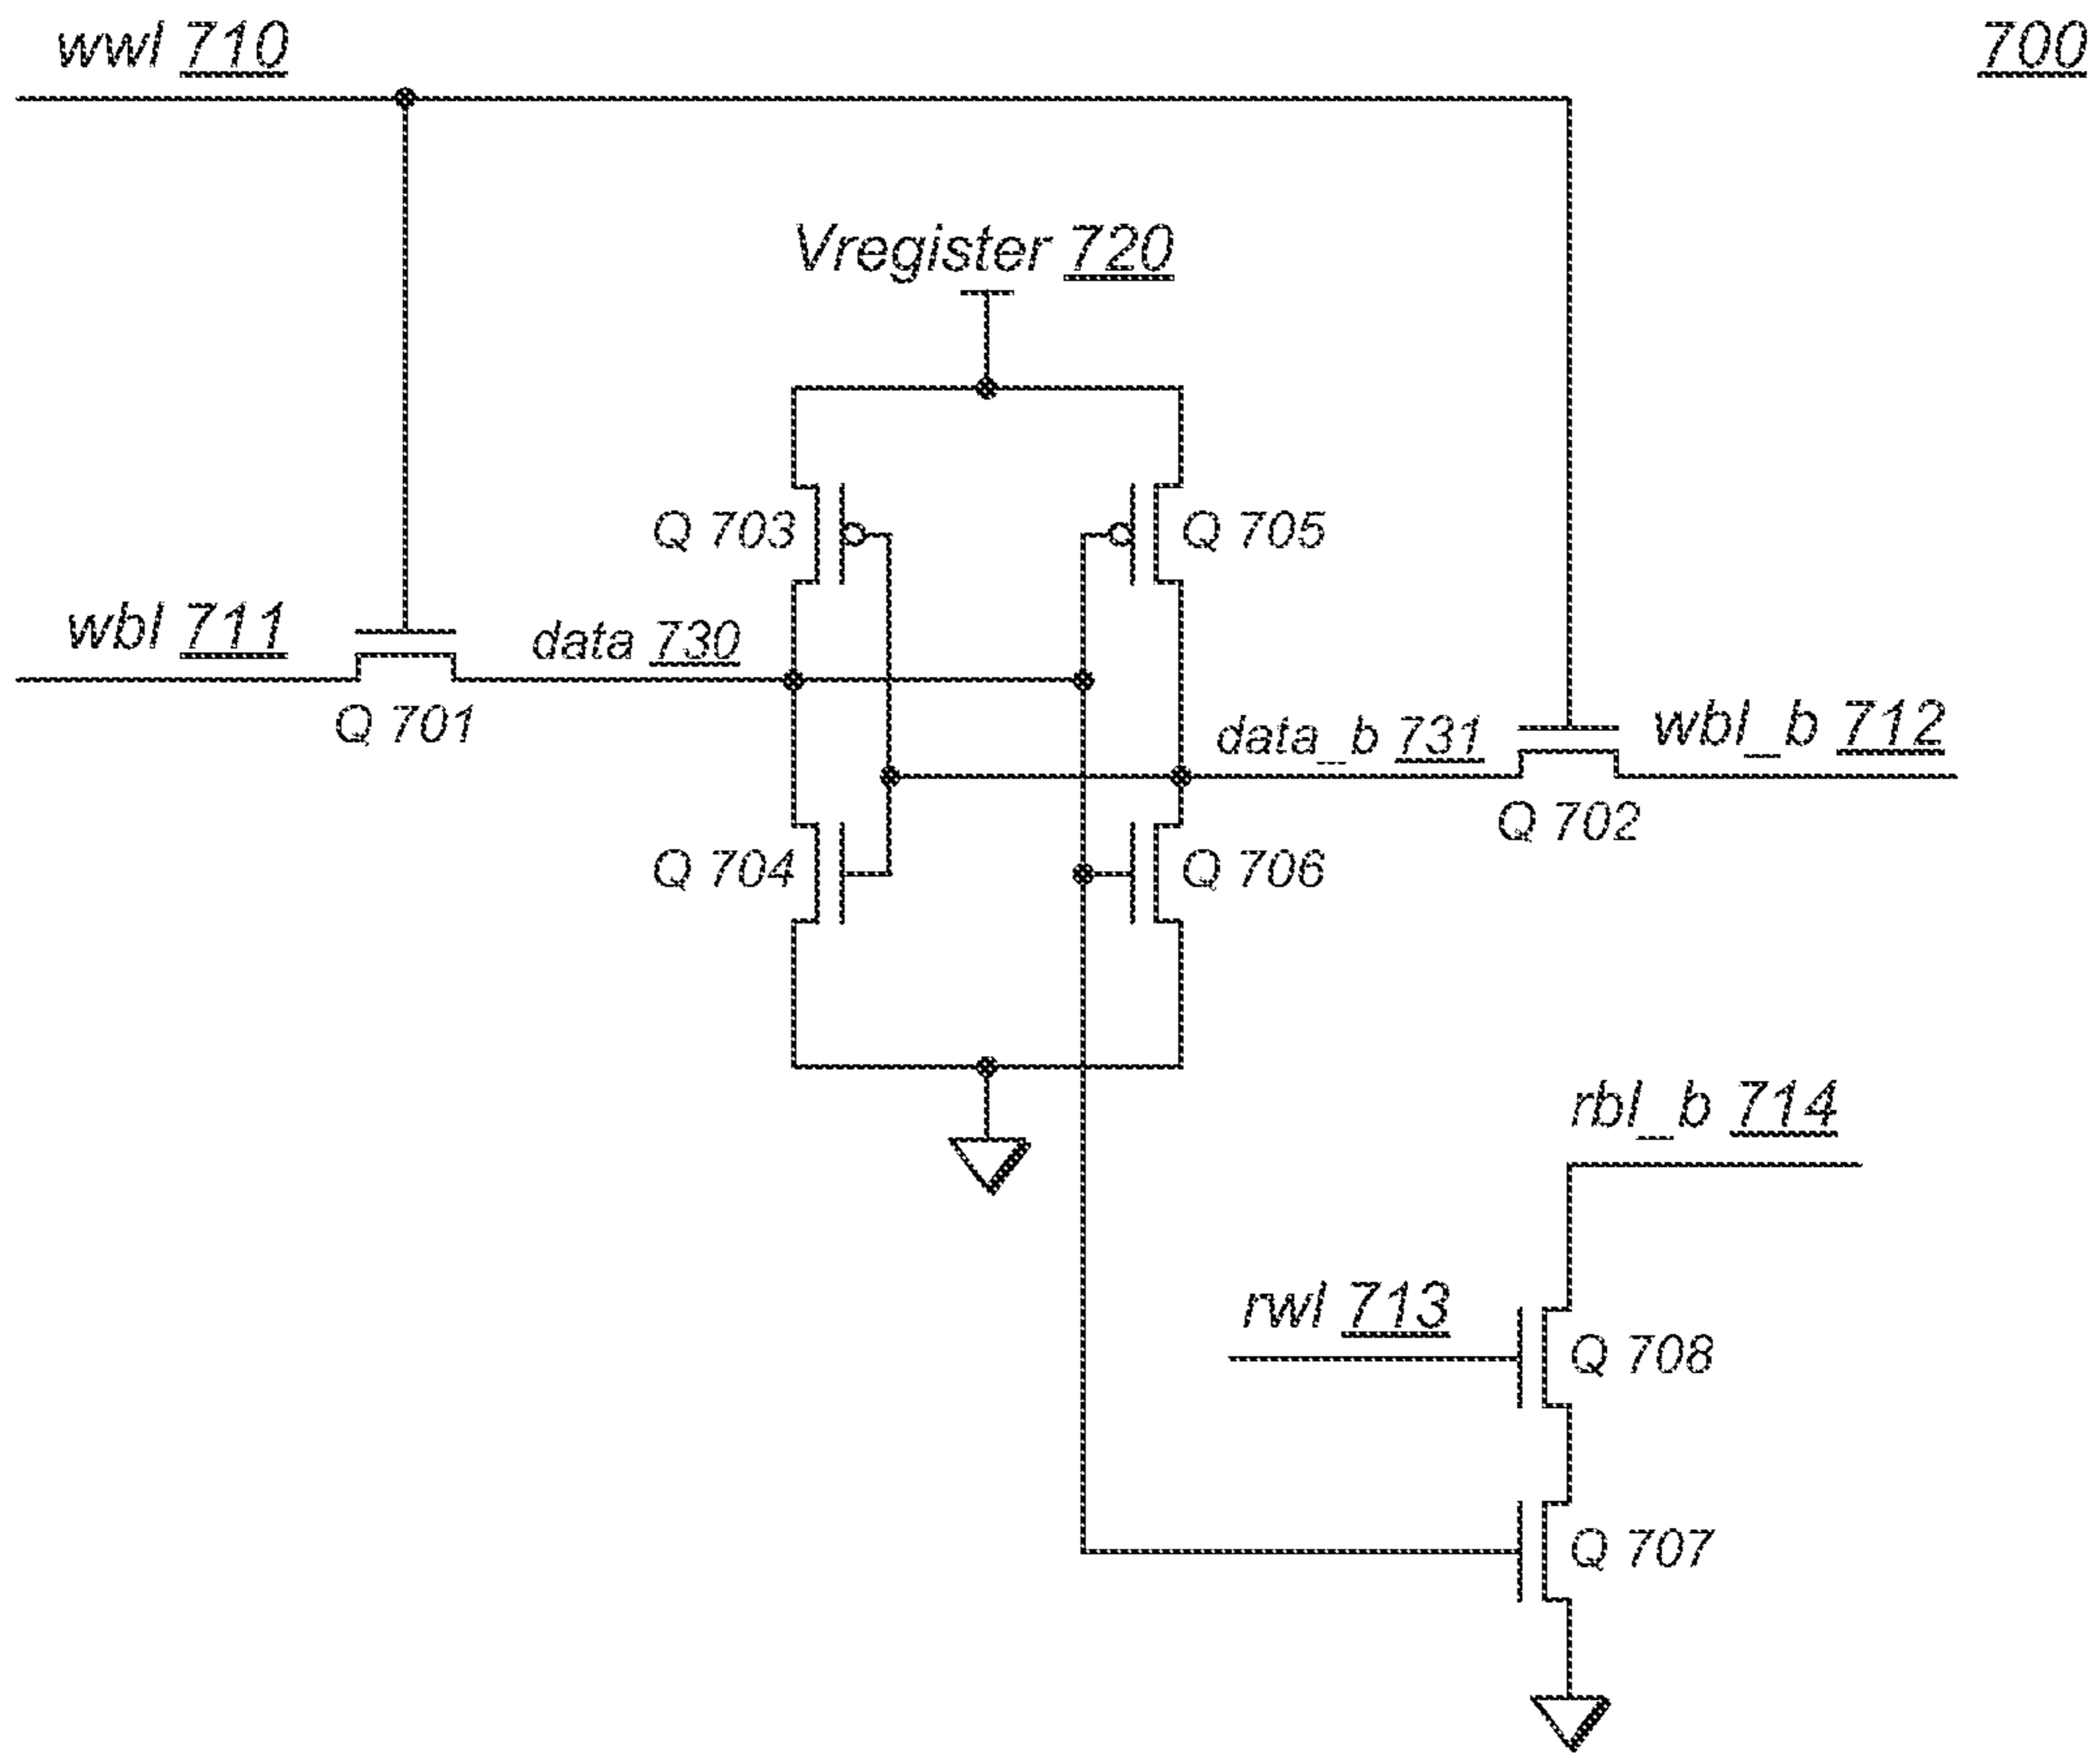 wwl 710
700
Vregister 720
Q 703
Q 705
wbl 711
data 730
Q 701
data_b 731
wbl_b 712
Q 702
Q 704
Q 706
rbl_b 714
rwl 713
Q 708
Q 707